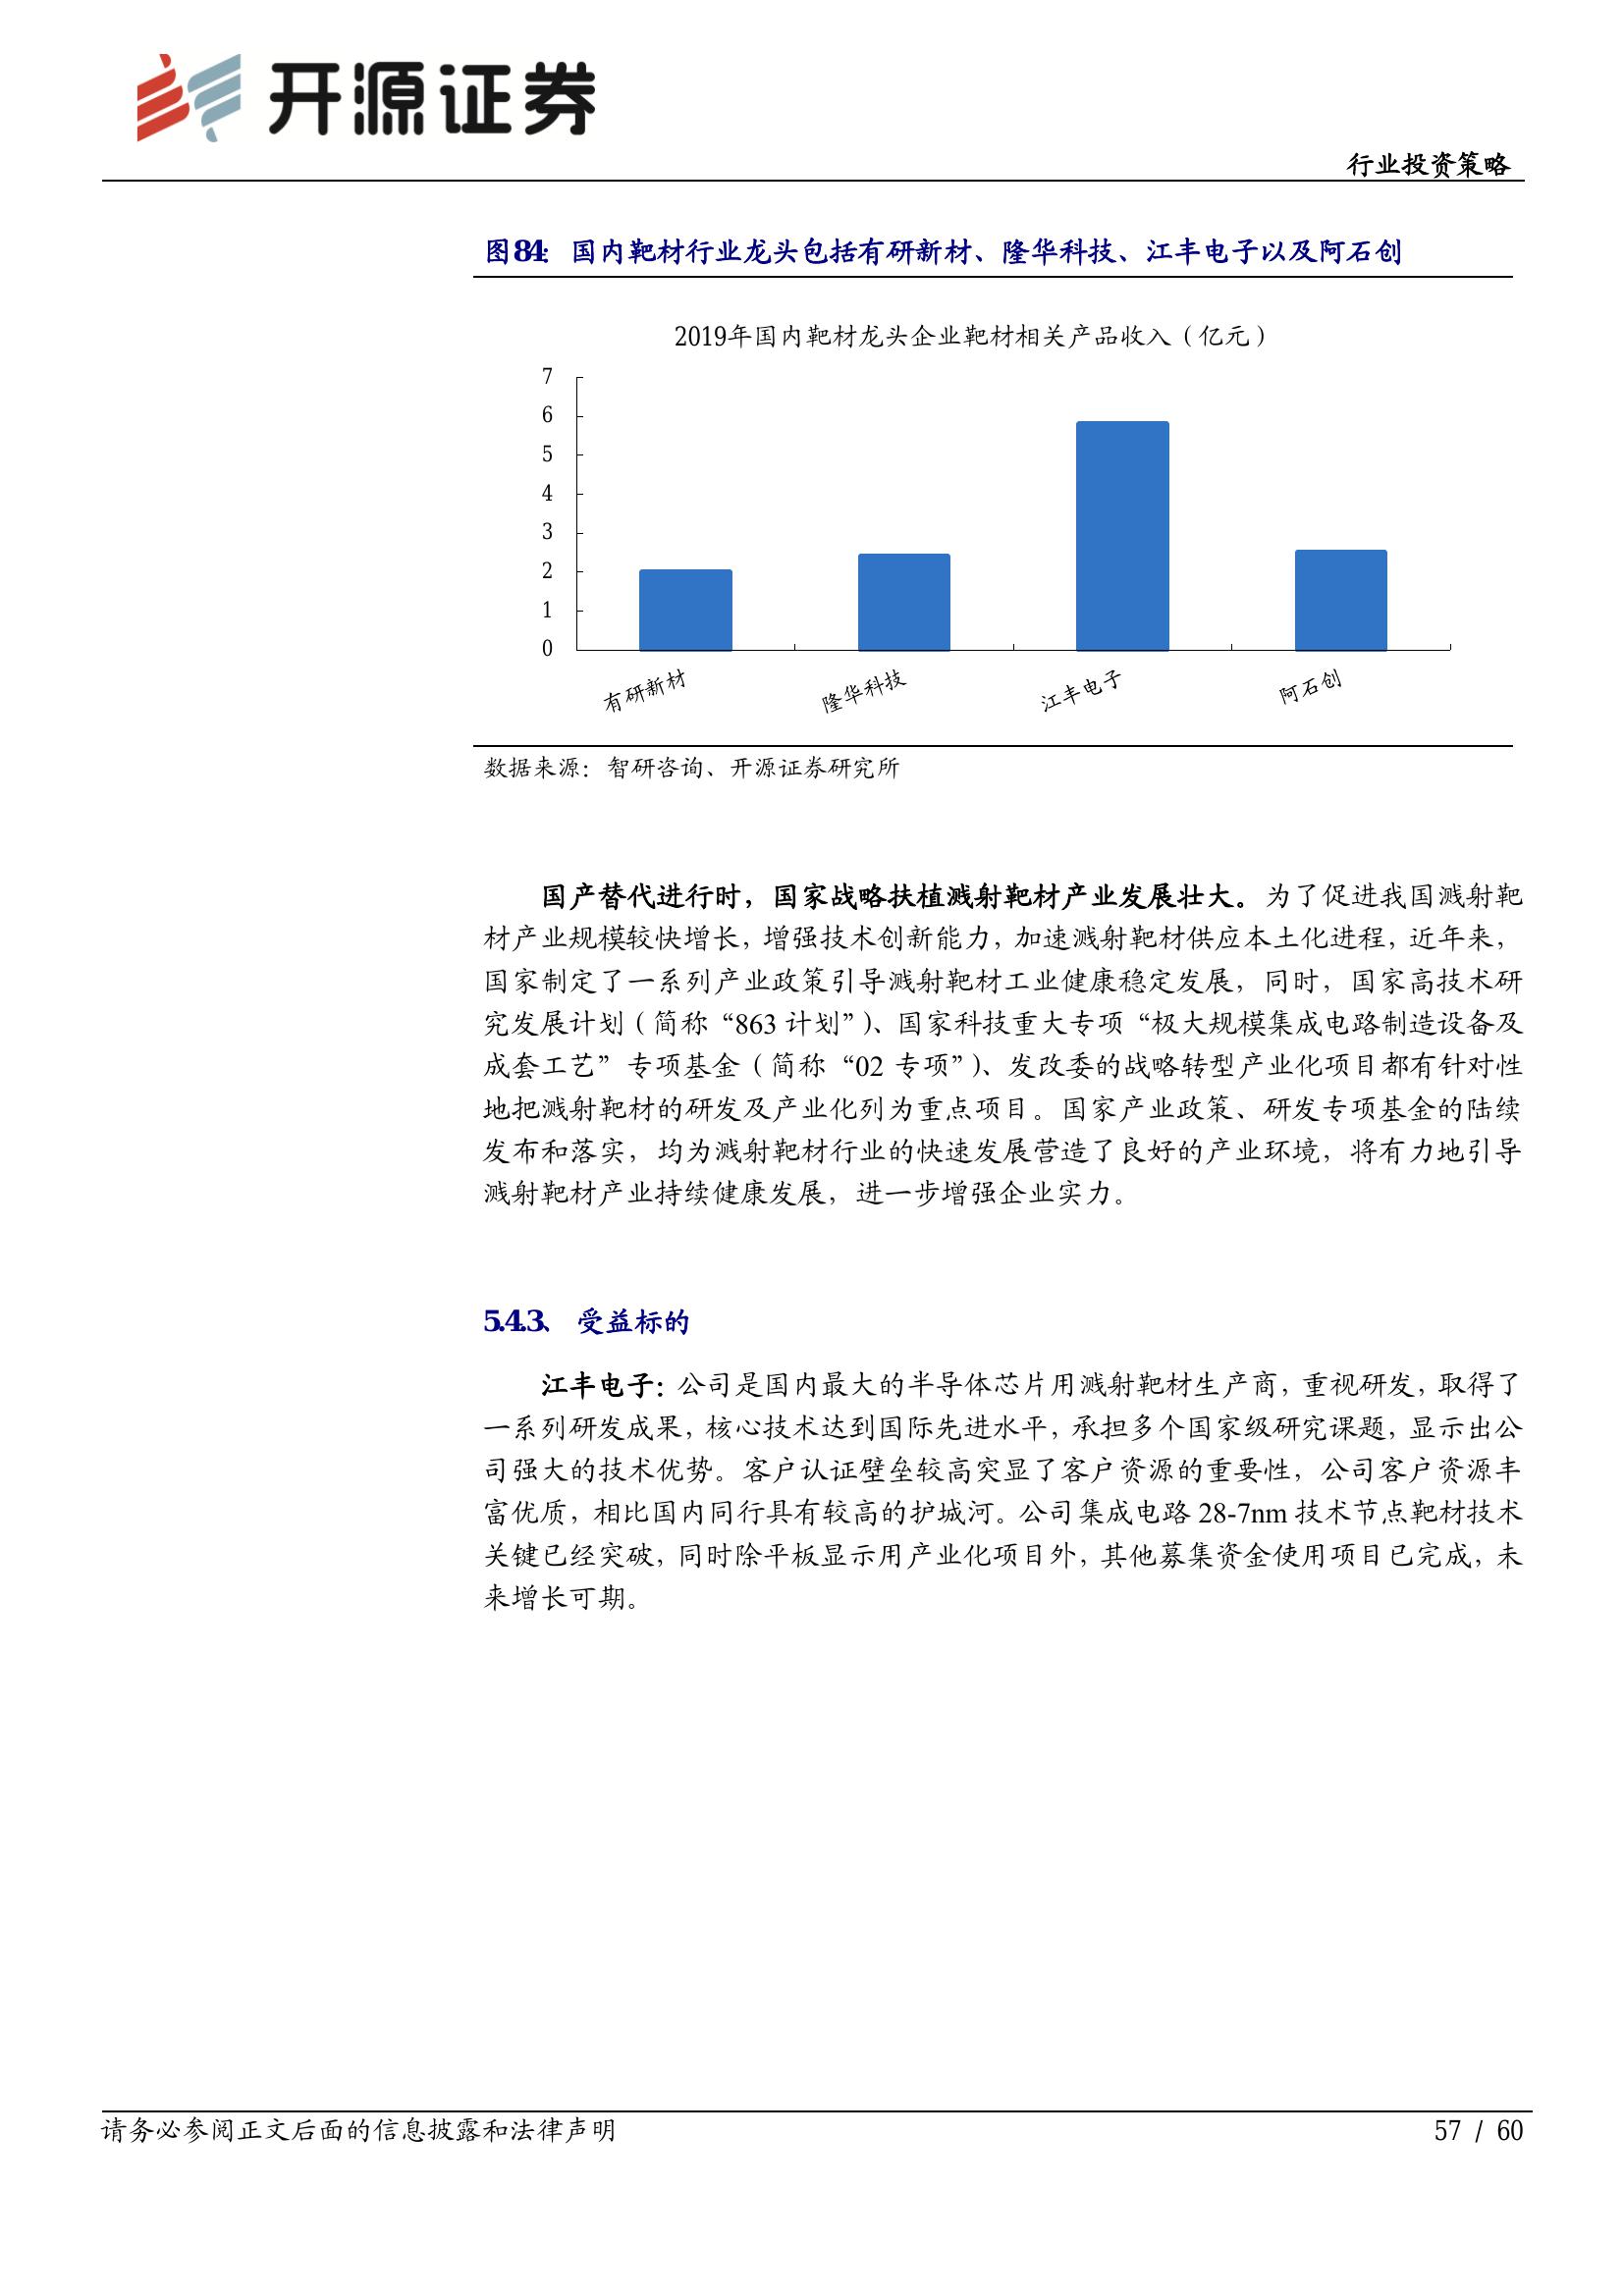 开源证券
行业投资策略
图84： 国内靶材行业龙头包括有研新材、隆华科技、江丰电子以及阿石创
2019年国内靶材龙头企业靶材相关产品收入（亿元）
7
6
5
4
3
2
1
0
有研新材
隆华科技
江丰电子
阿石创
数据来源：智研咨询、开源证券研究所
国产替代进行时，国家战略扶植溅射靶材产业发展壮大。为了促进我国溅射靶
材产业规模较快增长，增强技术创新能力，加速溅射靶材供应本土化进程，近年来，
国家制定了一系列产业政策引导溅射靶材工业健康稳定发展，同时，国家高技术研
究发展计划（简称“863 计划”）、国家科技重大专项“极大规模集成电路制造设备及
成套工艺”专项基金（简称“02 专项”）、发改委的战略转型产业化项目都有针对性
地把溅射靶材的研发及产业化列为重点项目。国家产业政策、研发专项基金的陆续
发布和落实，均为溅射靶材行业的快速发展营造了良好的产业环境，将有力地引导
溅射靶材产业持续健康发展，进一步增强企业实力。
5.4.3、 受益标的
江丰电子：公司是国内最大的半导体芯片用溅射靶材生产商，重视研发，取得了
一系列研发成果，核心技术达到国际先进水平，承担多个国家级研究课题，显示出公
司强大的技术优势。客户认证壁垒较高突显了客户资源的重要性，公司客户资源丰
富优质，相比国内同行具有较高的护城河。公司集成电路 28-7nm 技术节点靶材技术
关键已经突破，同时除平板显示用产业化项目外，其他募集资金使用项目已完成，未
来增长可期。
请务必参阅正文后面的信息披露和法律声明
57 / 60